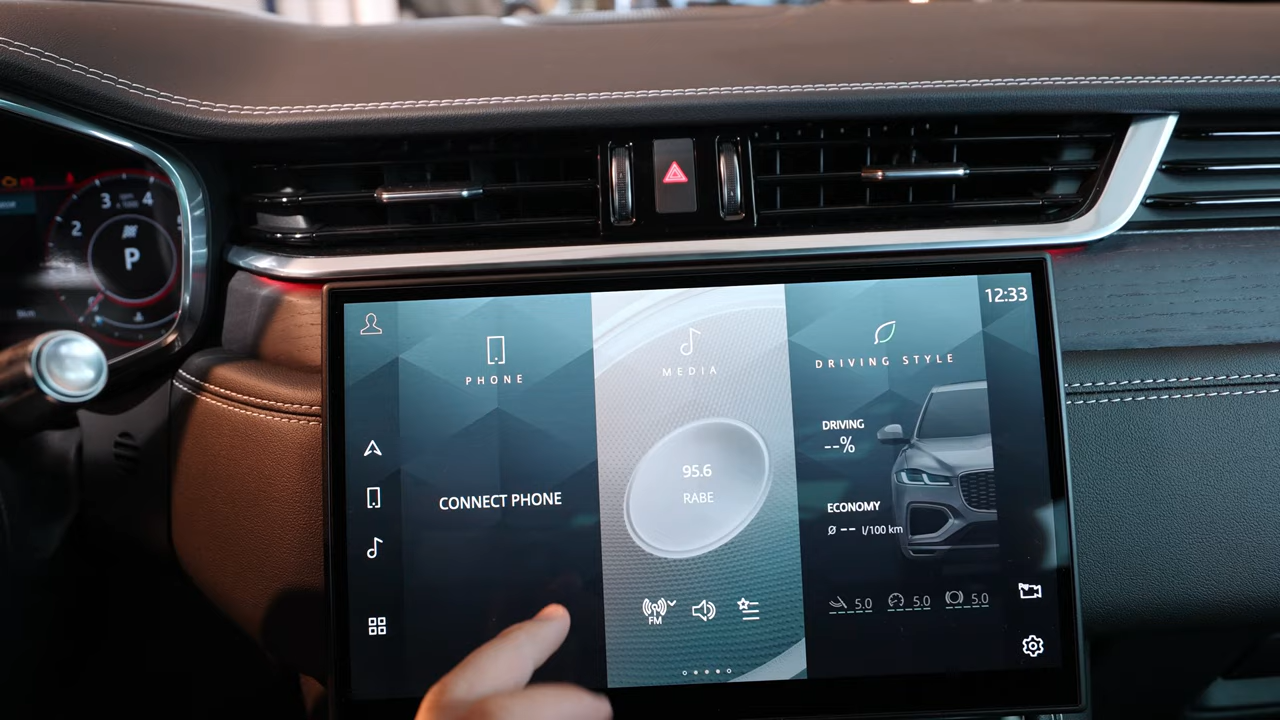 12:33
PHONE
MEDIA
DRIVING STYLE
DRIVING
--%
95.6
RABE
CONNECT PHONE
ECONOMY
Ø -- l/100 km
FM
5.0
5.0
5.0
2
3
4
P